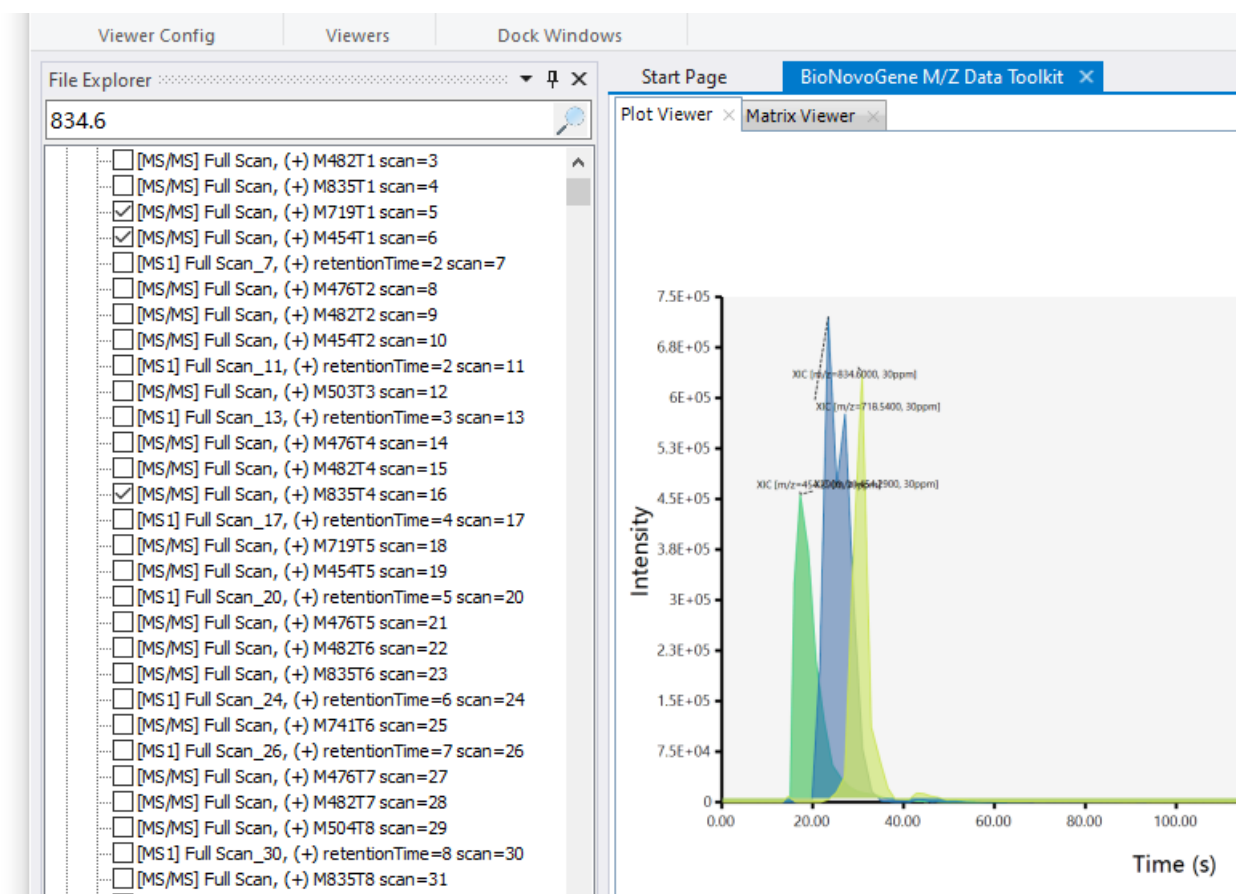 Viewer Config
Viewers
Dock Windows
File Explorer
834.6
[MS/MS] Full Scan, (+) M482T1 scan=3
[MS/MS] Full Scan, (+) M835T1 scan=4
[MS/MS] Full Scan, (+) M719T1 scan=5
[MS/MS] Full Scan, (+) M454T1 scan=6
[MS1] Full Scan_7, (+) retentionTime=2 scan=7
[MS/MS] Full Scan, (+) M476T2 scan=8
[MS/MS] Full Scan, (+) M482T2 scan=9
[MS/MS] Full Scan, (+) M454T2 scan=10
[MS1] Full Scan_11, (+) retentionTime=2 scan=11
[MS/MS] Full Scan, (+) M503T3 scan=12
[MS1] Full Scan_13, (+) retentionTime=3 scan=13
[MS/MS] Full Scan, (+) M476T4 scan=14
[MS/MS] Full Scan, (+) M482T4 scan=15
[MS/MS] Full Scan, (+) M835T4 scan=16
[MS1] Full Scan_17, (+) retentionTime=4 scan=17
[MS/MS] Full Scan, (+) M719T5 scan=18
[MS/MS] Full Scan, (+) M454T5 scan=19
[MS1] Full Scan_20, (+) retentionTime=5 scan=20
[MS/MS] Full Scan, (+) M476T5 scan=21
[MS/MS] Full Scan, (+) M482T6 scan=22
[MS/MS] Full Scan, (+) M835T6 scan=23
[MS1] Full Scan_24, (+) retentionTime=6 scan=24
[MS/MS] Full Scan, (+) M741T6 scan=25
[MS1] Full Scan_26, (+) retentionTime=7 scan=26
[MS/MS] Full Scan, (+) M476T7 scan=27
[MS/MS] Full Scan, (+) M482T7 scan=28
[MS/MS] Full Scan, (+) M504T8 scan=29
[MS1] Full Scan_30, (+) retentionTime=8 scan=30
[MS/MS] Full Scan, (+) M835T8 scan=31
Start Page
BioNovoGene M/Z Data Toolkit
Plot Viewer
Matrix Viewer
7.5E+05
6.8E+05
XIC [m/z=834.6000, 30ppm]
6E+05
XIC [m/z=718.5400, 30ppm]
5.3E+05
XIC [m/z=454.2900, 30ppm]
4.5E+05
Intensity
3.8E+05
3E+05
2.3E+05
1.5E+05
7.5E+04
0
0.00
20.00
40.00
60.00
80.00
100.00
Time (s)